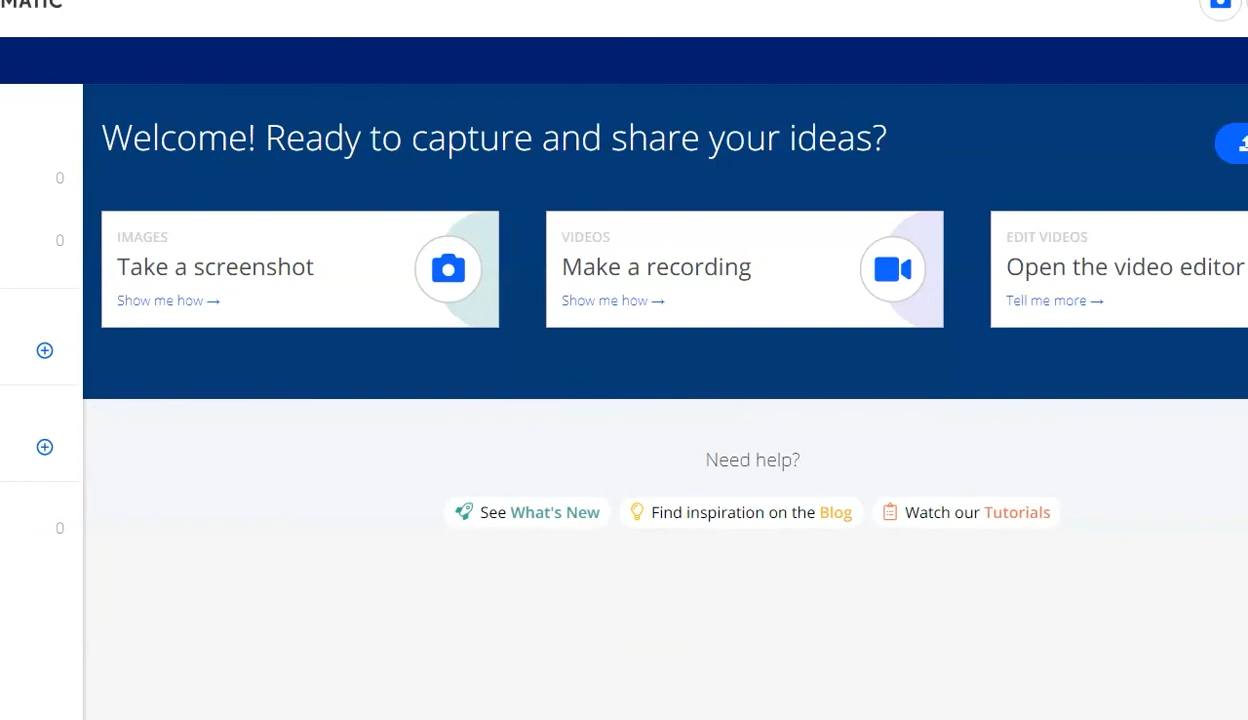 MATIC
Welcome! Ready to capture and share your ideas?
0
0
IMAGES
Take a screenshot
Show me how →
VIDEOS
Make a recording
Show me how →
EDIT VIDEOS
Open the video editor
Tell me more →
Need help?
See What's New
Find inspiration on the Blog
Watch our Tutorials
0